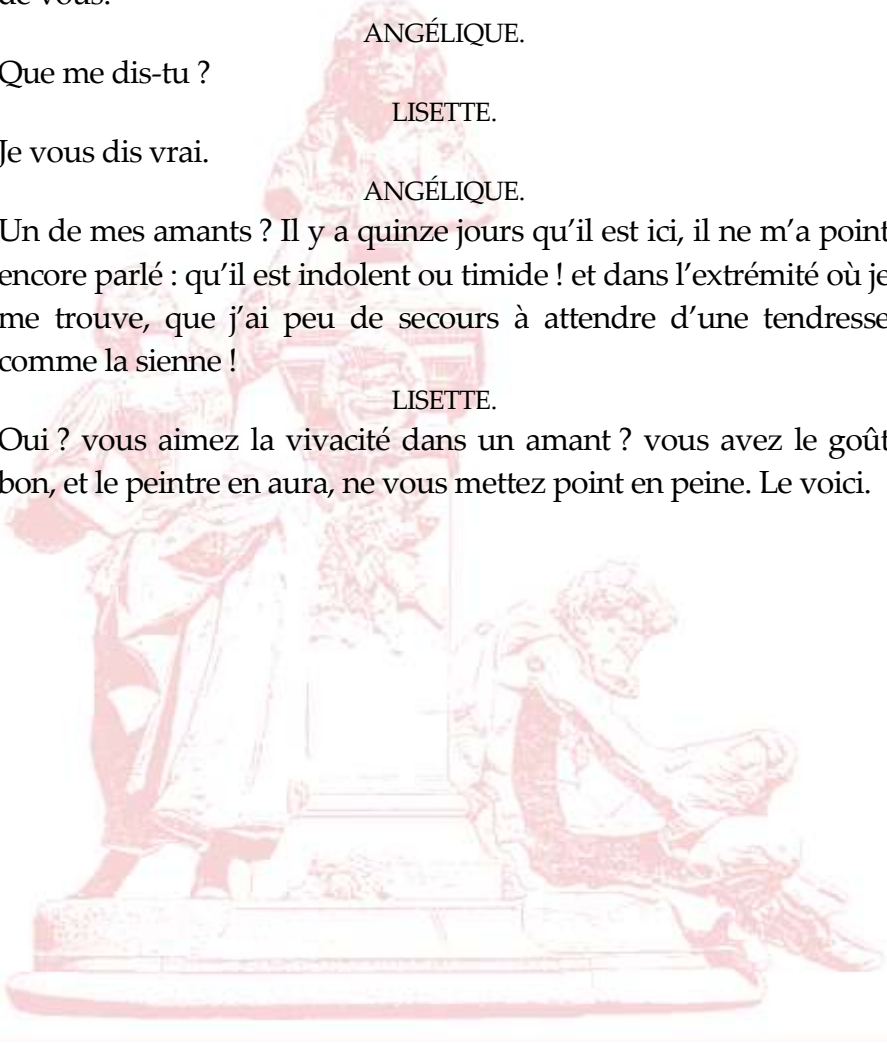 de vous.
ANGÉLIQUE.
Que me dis-tu ?
LISETTE.
Je vous dis vrai.
ANGÉLIQUE.
Un de mes amants ? Il y a quinze jours qu’il est ici, il ne m’a point
encore parlé : qu’il est indolent ou timide ! et dans l’extrémité où je
me trouve, que j’ai peu de secours à attendre d’une tendresse
comme la sienne !
LISETTE.
Oui ? vous aimez la vivacité dans un amant ? vous avez le goût
bon, et le peintre en aura, ne vous mettez point en peine. Le voici.